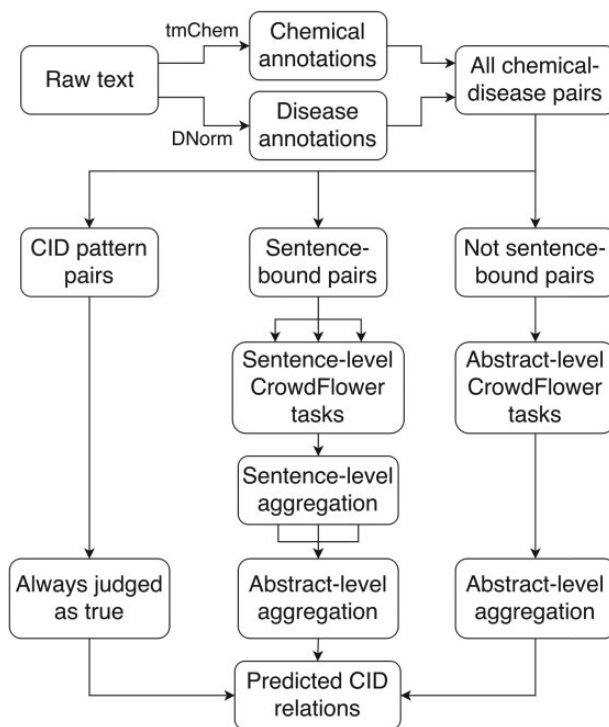 tmChem
Raw text
Chemical
annotations
Disease
annotations
DNorm
All chemical-
disease pairs
CID pattern
pairs
Sentence-
bound pairs
Not sentence-
bound pairs
Sentence-level
CrowdFlower
tasks
Abstract-level
CrowdFlower
tasks
Sentence-level
aggregation
Always judged
as true
Abstract-level
aggregation
Abstract-level
aggregation
Predicted CID
relations